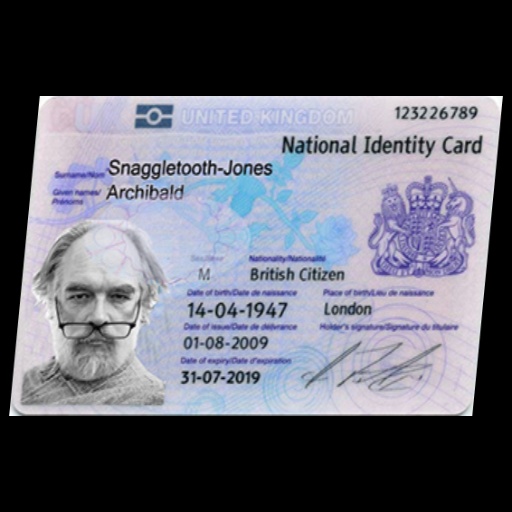 UNITED KINGDOM
123226789
National Identity Card
Surname/Nom
Snaggletooth-Jones
Given names/
Prénoms
Archibald
Nationality/Nationalité
M
British Citizen
Date of birth/Date de naissance
Place of birth/Lieu de naissance
14-04-1947
London
Date of issue/Date de délivrance
Holder's signature/Signature du titulaire
01-08-2009
Date of expiry/Date d'expiration
31-07-2019